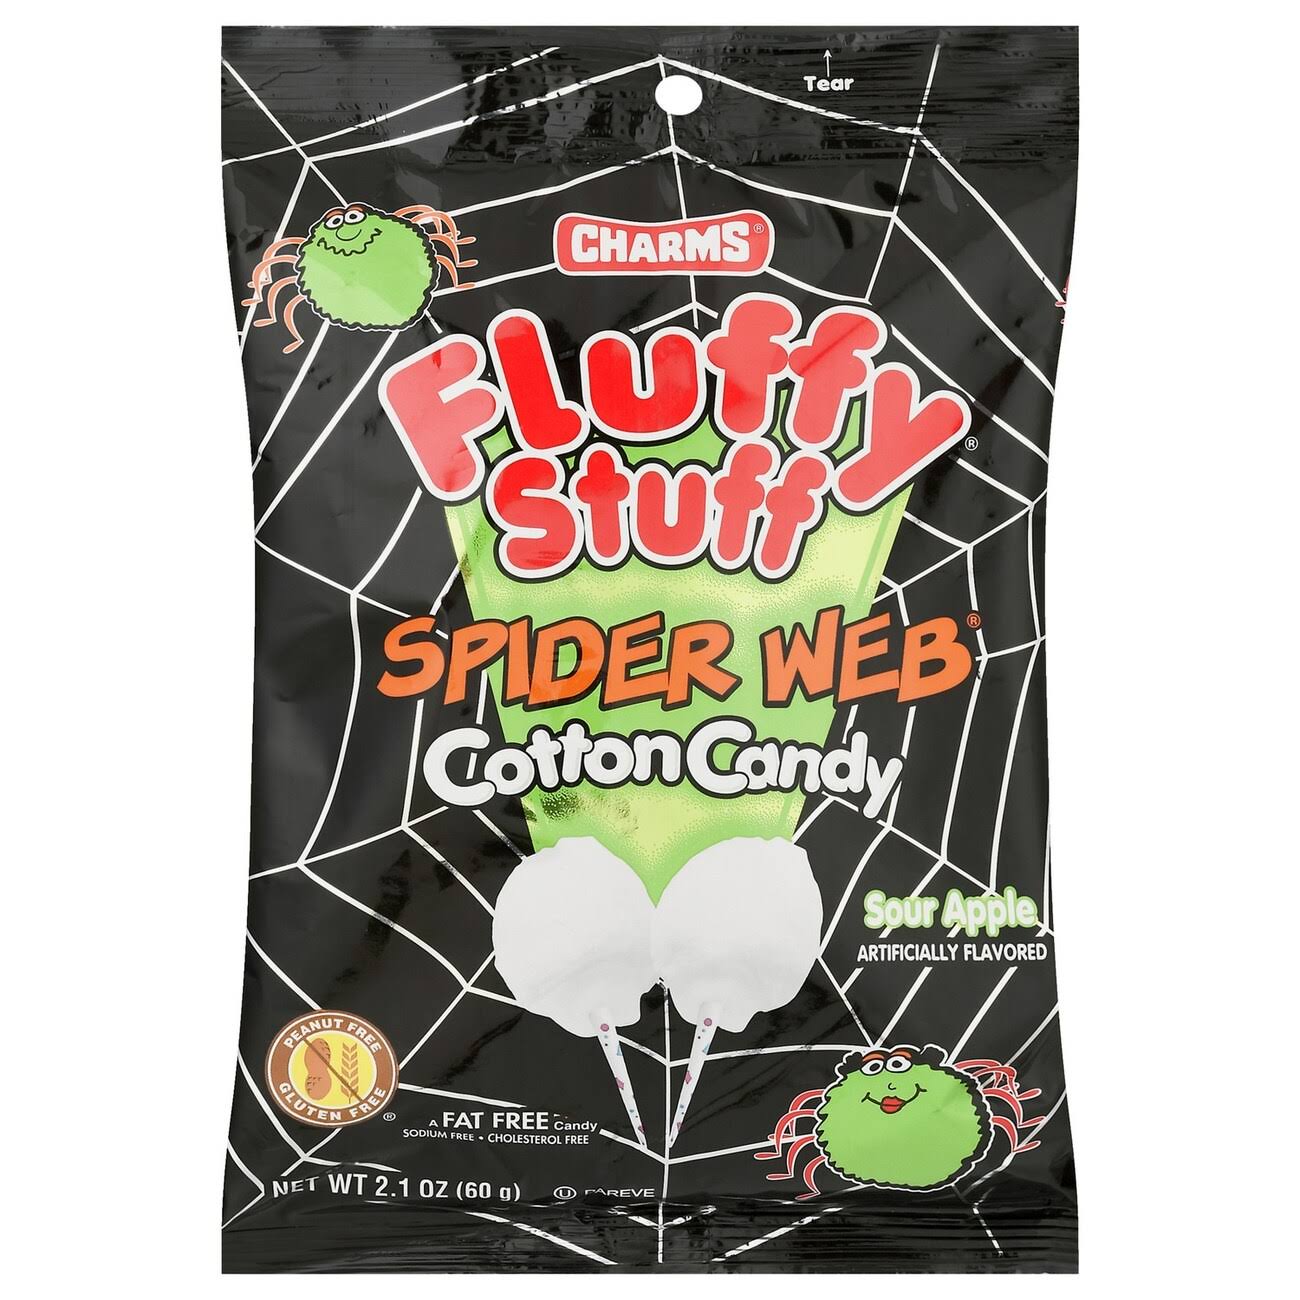 Tear
CHARMS®
Fluffy
Stuff®
SPIDER WEB®
Cotton Candy
Sour Apple
ARTIFICIALLY FLAVORED
PEANUT FREE
GLUTEN FREE
®
A FAT FREE Candy
SODIUM FREE • CHOLESTEROL FREE
NET WT 2.1 OZ (60 g)
U PAREVE